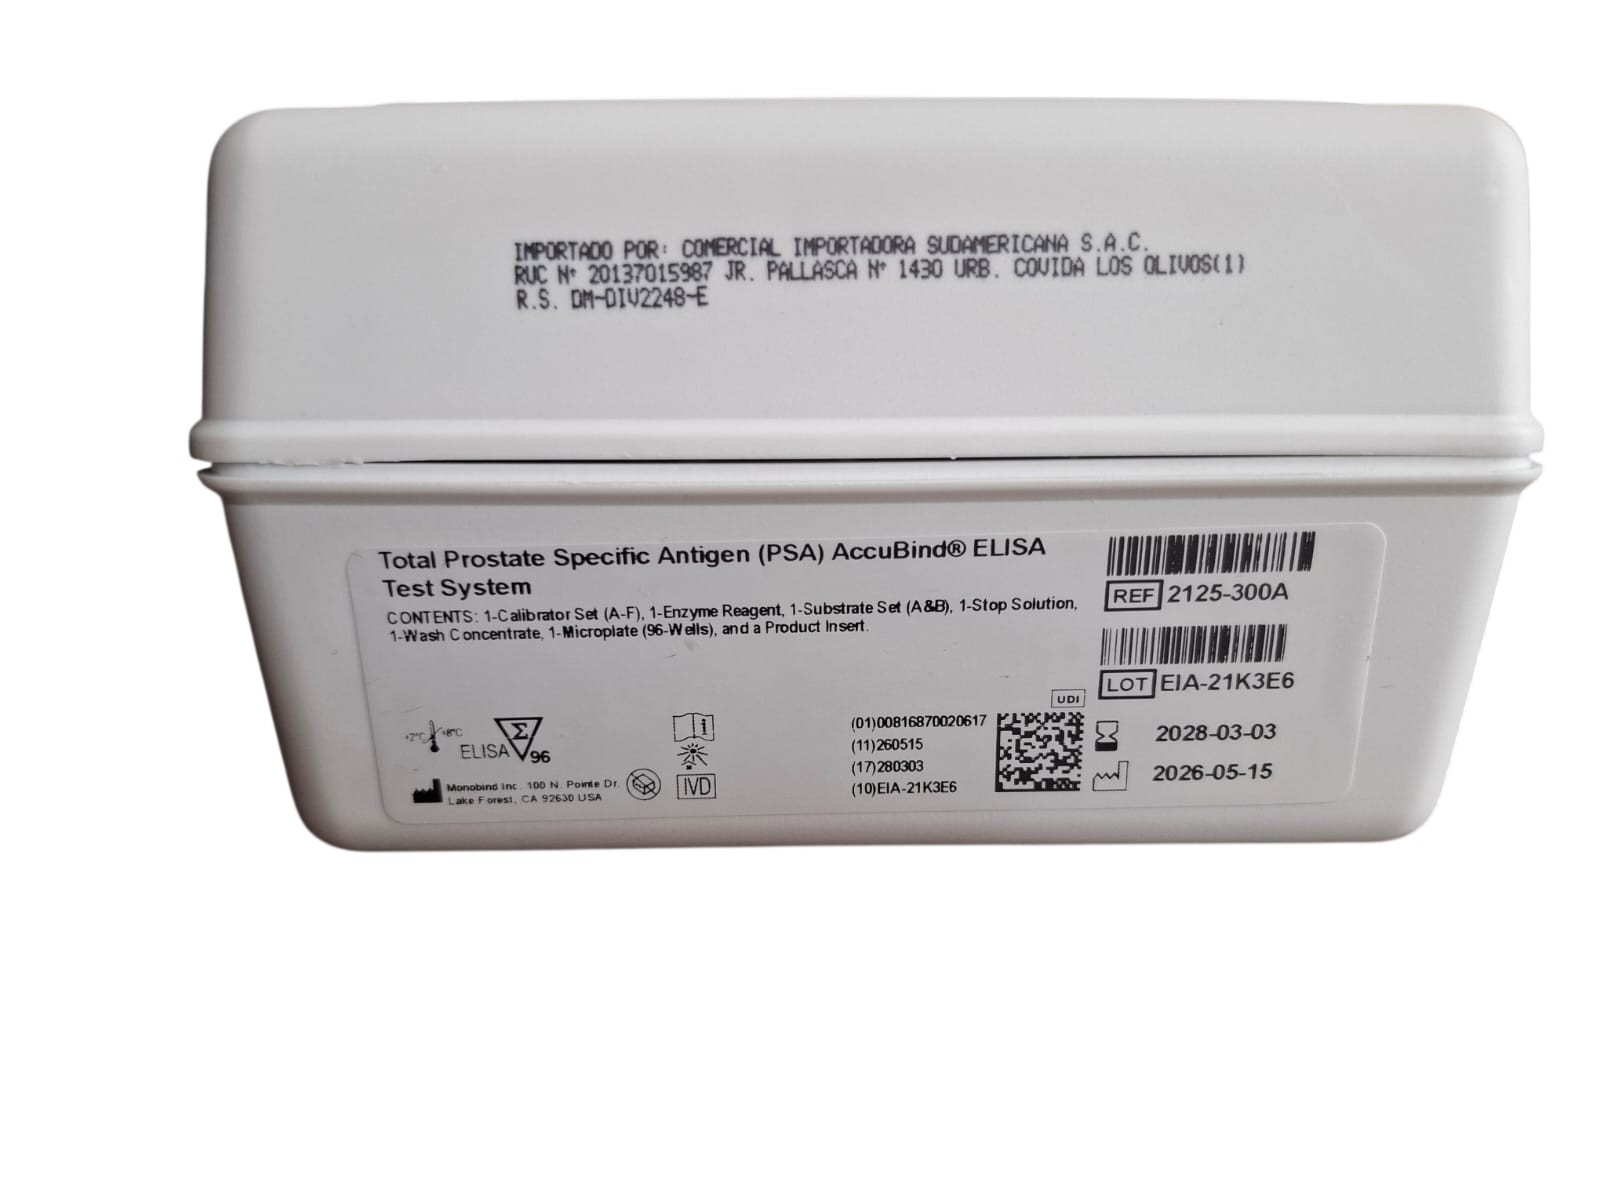 IMPORTADO POR: COMERCIAL IMPORTADORA SUDAMERICANA S.A.C.
RUC N° 20137015987 JR. PALLASCA N° 1430 URB. COVIDA LOS OLIVOS(1)
R.S. DM-DIV2248-E
Total Prostate Specific Antigen (PSA) AccuBind® ELISA
Test System
CONTENTS: 1-Calibrator Set (A-F), 1-Enzyme Reagent, 1-Substrate Set (A&B), 1-Stop Solution,
1-Wash Concentrate, 1-Microplate (96-Wells), and a Product Insert.
REF 2125-300A
LOT EIA-21K3E6
+2°C +8°C
ELISA Σ 96
Monobind Inc. 100 N. Pointe Dr.
Lake Forest, CA 92630 USA
i
IVD
UDI
(01)00816870020617
(11)260515
(17)280303
(10)EIA-21K3E6
2028-03-03
2026-05-15